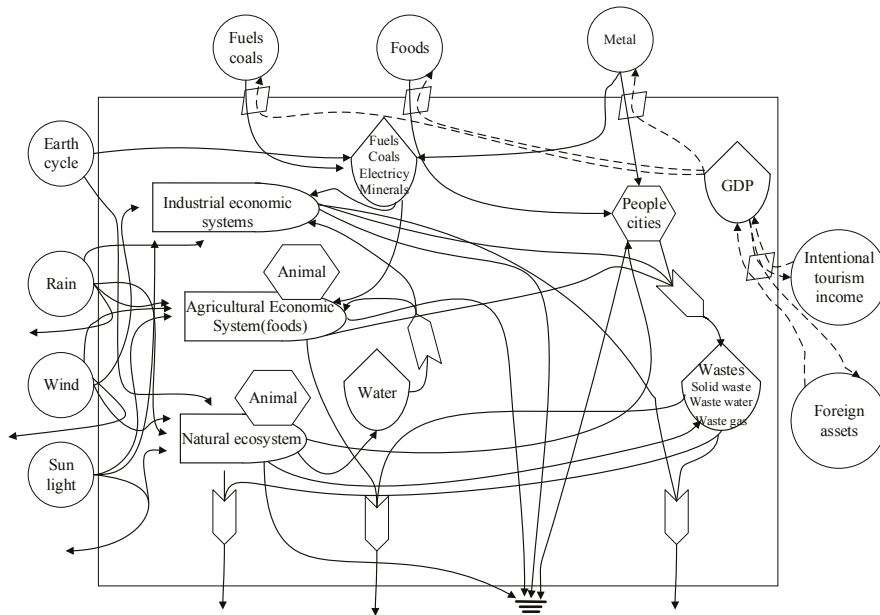 Fuels
coals
Foods
Metal
Earth
cycle
Fuels
Coals
Electricy
Minerals
GDP
Industrial economic
systems
People
cities
Intentional
tourism
income
Rain
Animal
Agricultural Economic
System(foods)
Wind
Animal
Water
Wastes
Solid waste
Waste water
Waste gas
Foreign
assets
Natural ecosystem
Sun
light